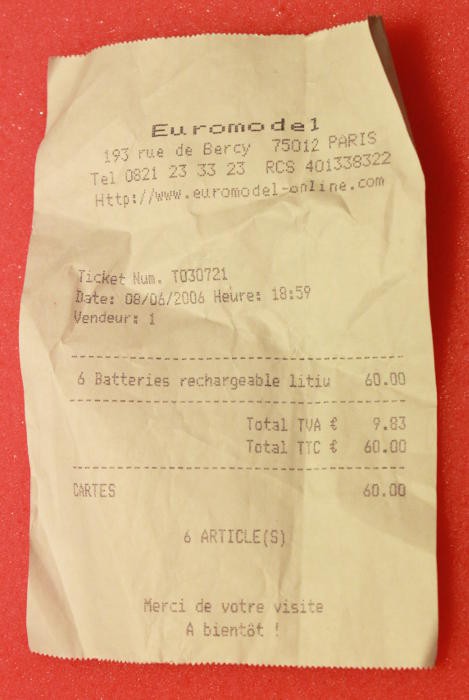 Euromodel
193 rue de Bercy 75012 PARIS
Tel 0821 23 33 23 RCS 401338322
Http://www.euromodel-online.com
Ticket Num. T030721
Date: 08/06/2006 Heure: 18:59
Vendeur: 1
6 Batteries rechargeable litiu 60.00
Total TVA € 9.83
Total TTC € 60.00
CARTES 60.00
6 ARTICLE(S)
Merci de votre visite
A bientôt !